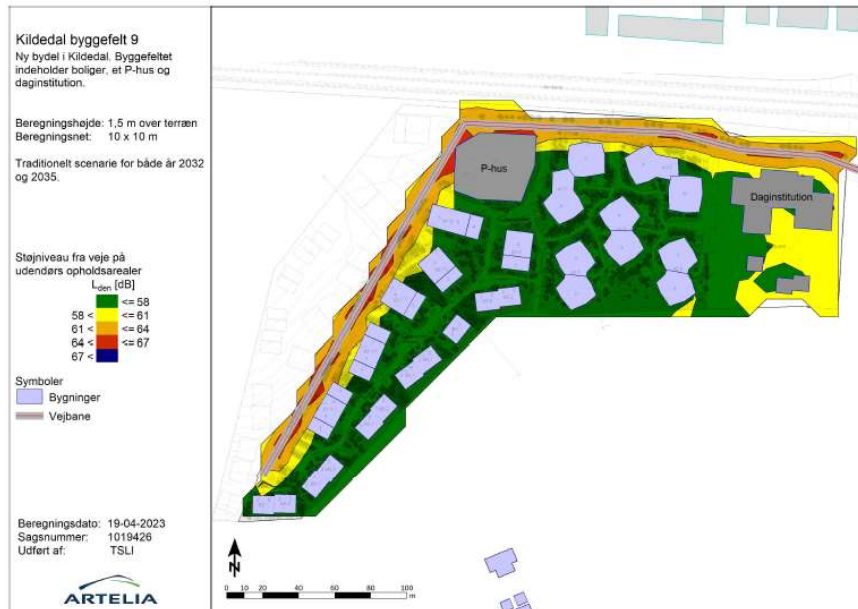 Kildedal byggefelt 9
Ny bydel i Kildedal. Byggefeltet
indeholder boliger, et P-hus og
daginstitution.
Beregningshøjde: 1,5 m over terræn
Beregningsnet: 10 x 10 m
Traditionelt scenarie for både år 2032
og 2035.
Støjniveau fra veje på
udendørs opholdsarealer
Lden [dB]
<= 58
58 < <= 61
61 < <= 64
64 < <= 67
67 <
Symboler
Bygninger
Vejbane
Beregningsdato: 19-04-2023
Sagsnummer: 1019426
Udført af: TSLI
ARTELIA
P-hus
Daginstitution
N
0 10 20 40 60 80 100
m